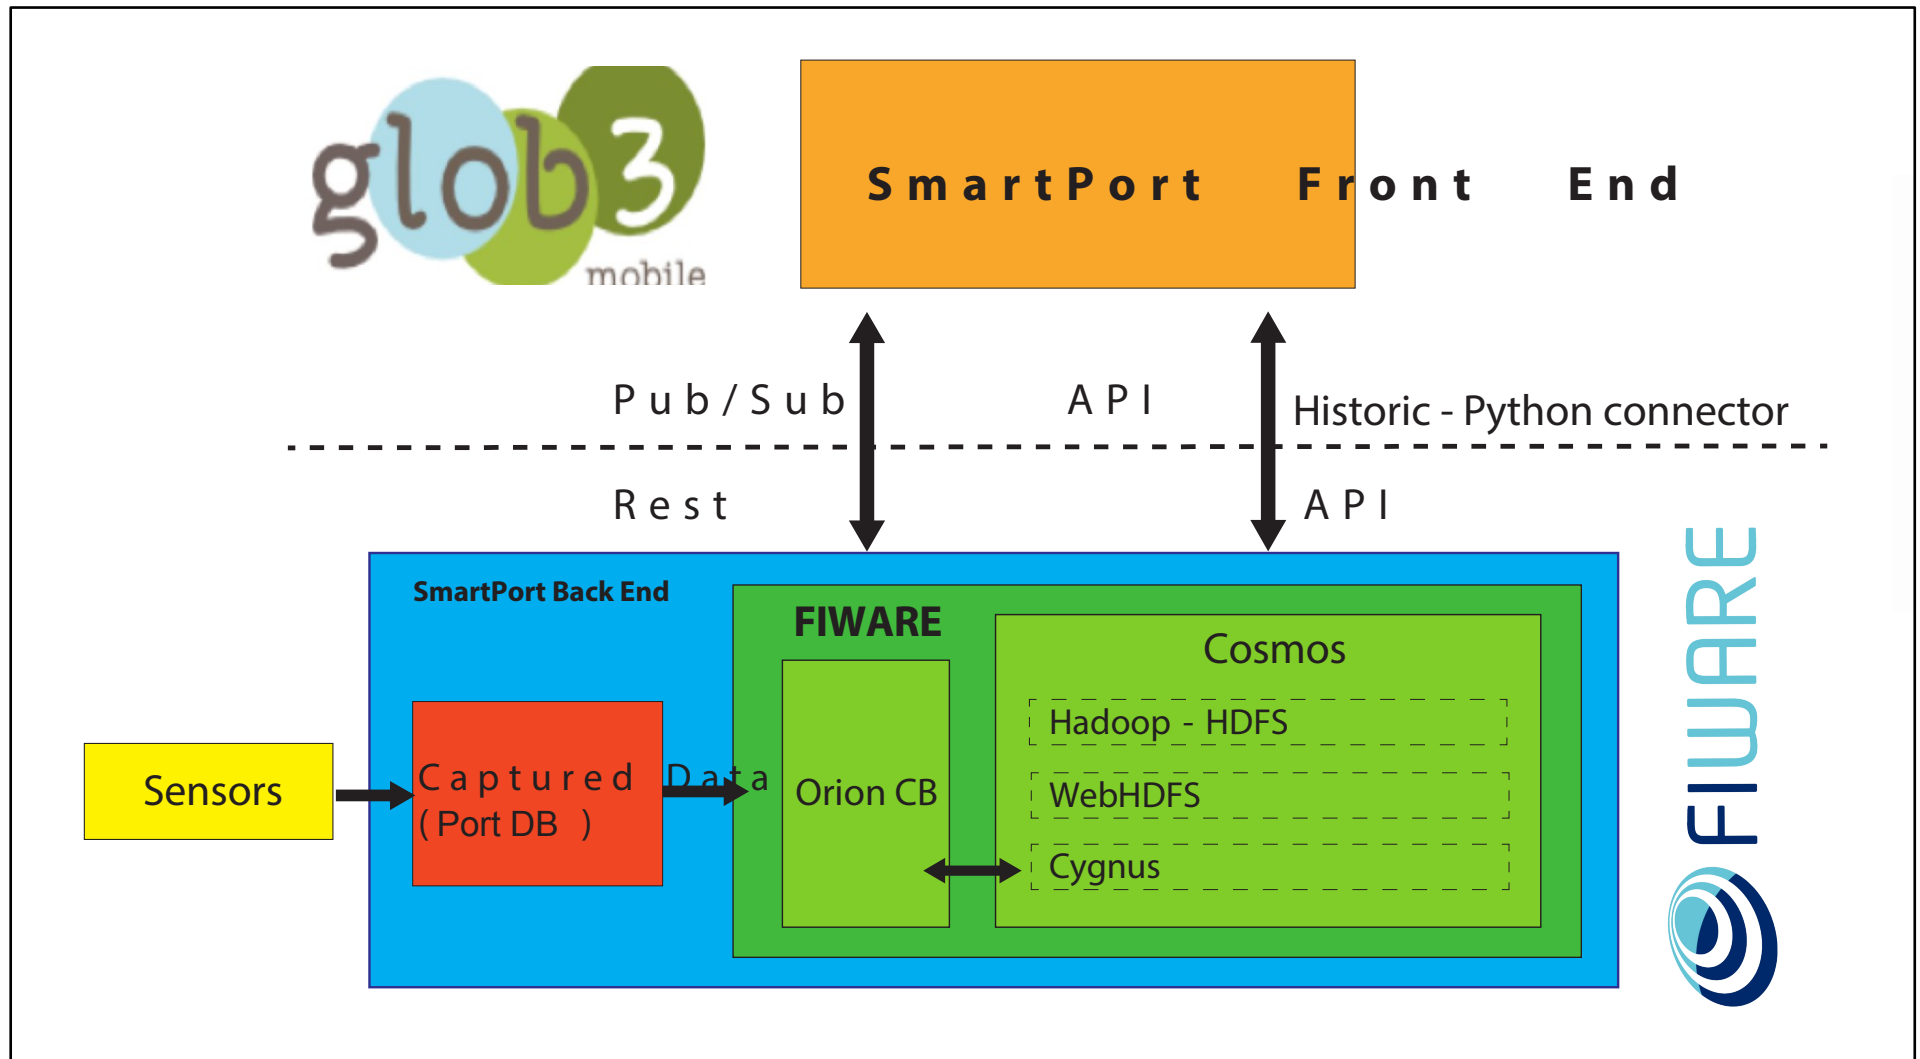 glob3
mobile
SmartPort Front End
Pub/Sub API
Historic - Python connector
Rest API
SmartPort Back End
FIWARE
Cosmos
Hadoop - HDFS
Sensors
Captured Data
(Port DB )
Orion CB
WebHDFS
Cygnus
FIWARE